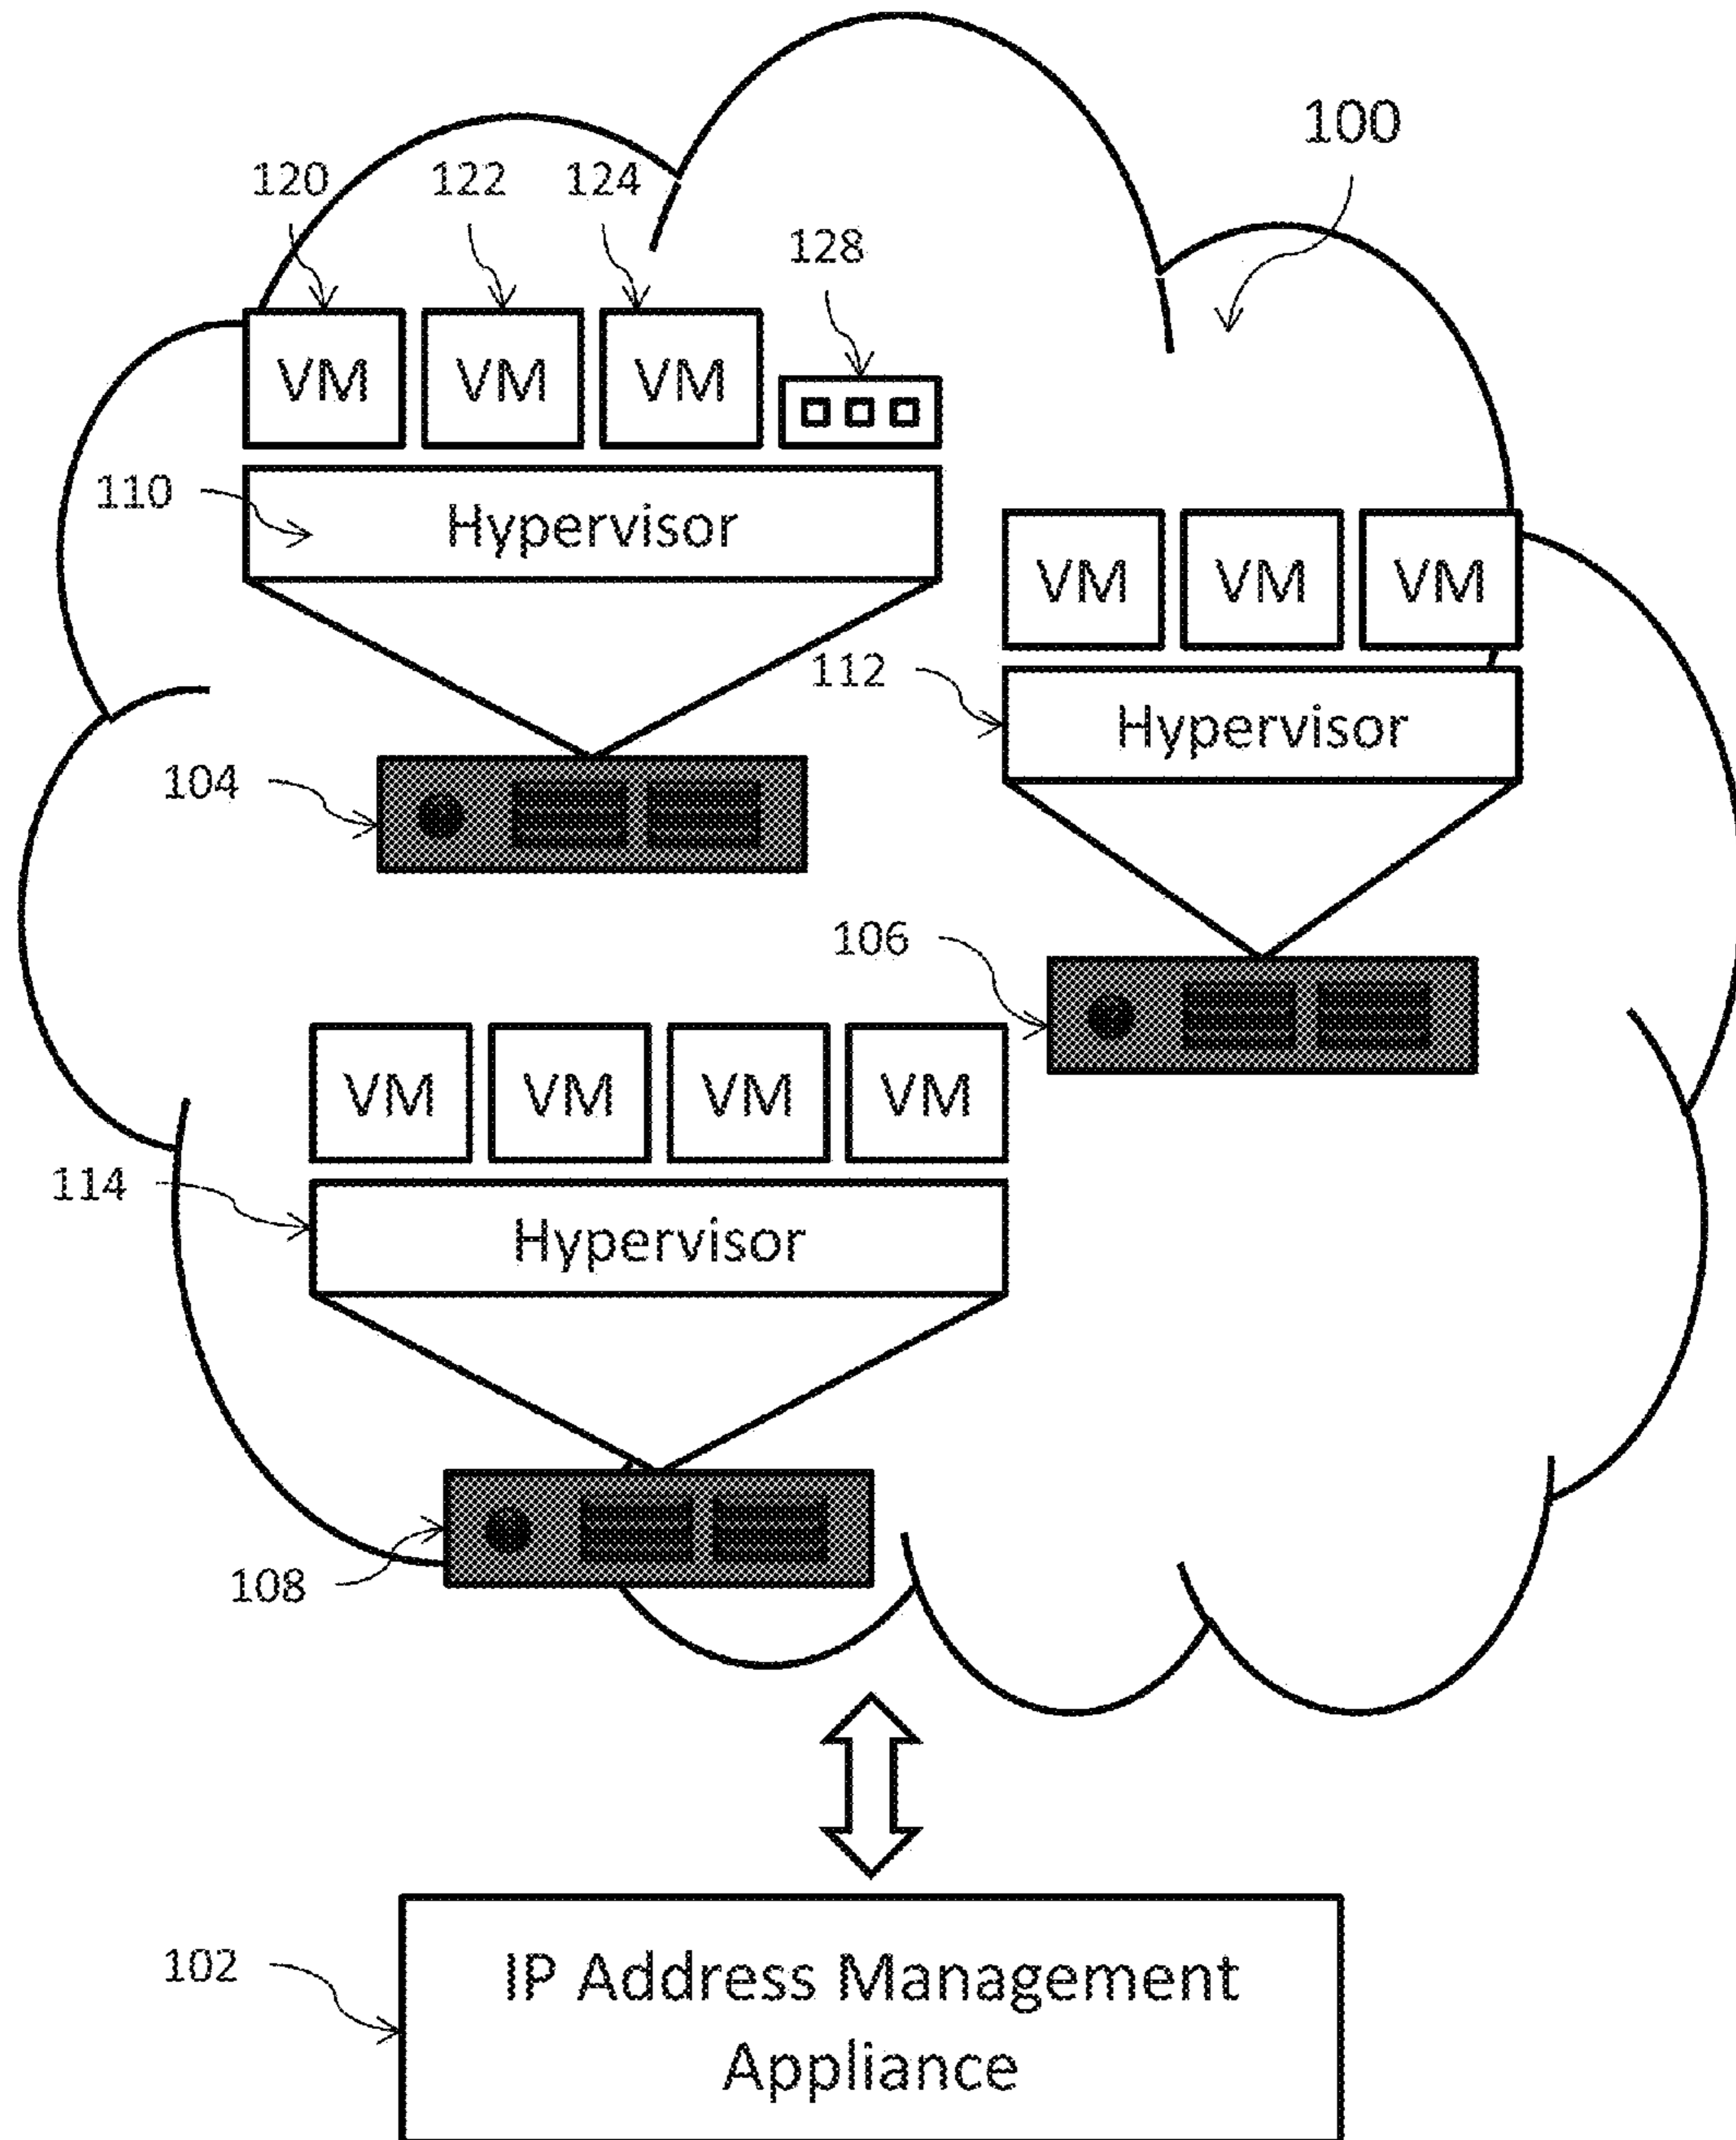 100
120 122 124
128
VM VM VM
110
Hypervisor
VM VM VM
112
Hypervisor
104
106
VM VM VM VM
114
Hypervisor
108
102
IP Address Management
Appliance